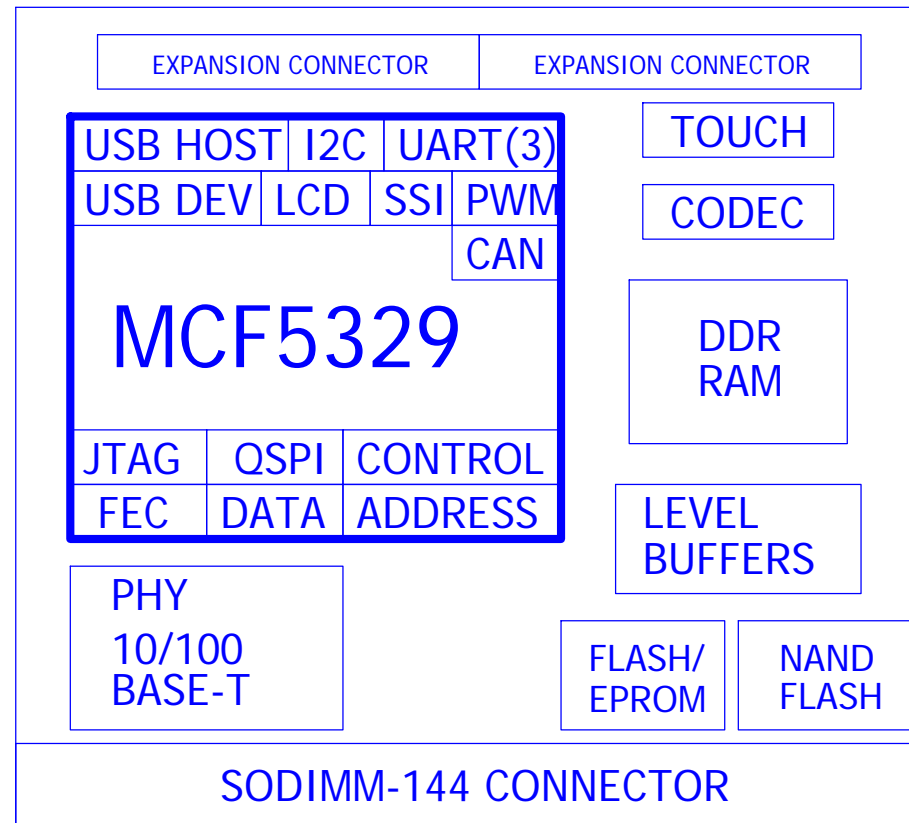 EXPANSION CONNECTOR EXPANSION CONNECTOR
USB HOST I2C UART(3)
TOUCH
USB DEV LCD SSI PWM
CODEC
CAN
MCF5329
DDR
RAM
JTAG QSPI CONTROL
FEC DATA ADDRESS
LEVEL
BUFFERS
PHY
10/100
BASE-T
FLASH/
EPROM
NAND
FLASH
SODIMM-144 CONNECTOR